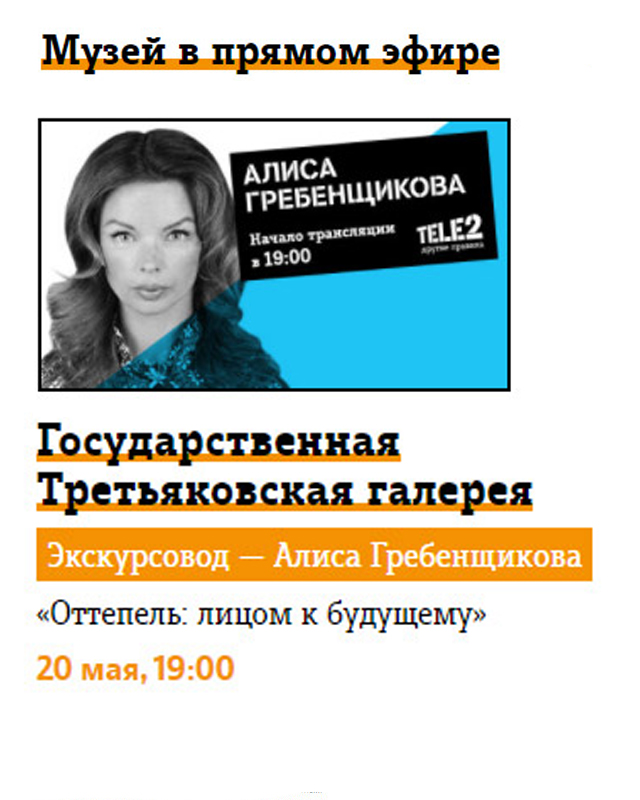 Музей в прямом эфире
АЛИСА
ГРЕБЕНЩИКОВА
Начало трансляции
в 19:00
TELE2
другие правила
Государственная
Третьяковская галерея
Экскурсовод — Алиса Гребенщикова
«Оттепель: лицом к будущему»
20 мая, 19:00